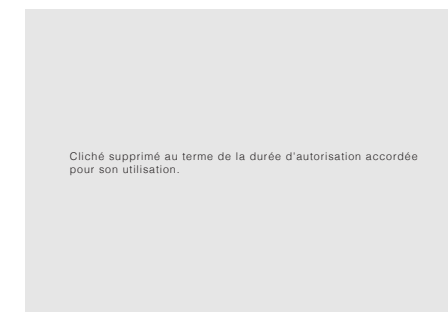 Cliché supprimé au terme de la durée d'autorisation accordée
pour son utilisation.